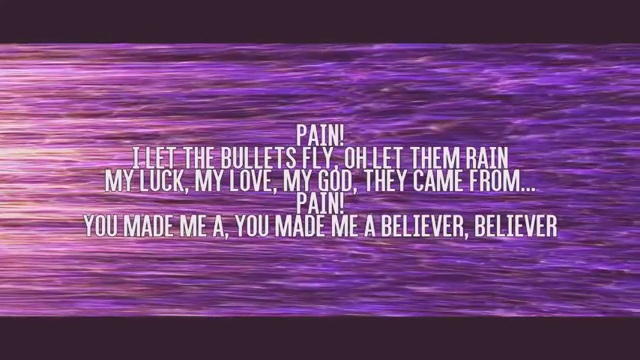 PAIN!
I LET THE BULLETS FLY, OH LET THEM RAIN
MY LUCK, MY LOVE, MY GOD, THEY CAME FROM...
PAIN!
YOU MADE ME A, YOU MADE ME A BELIEVER, BELIEVER